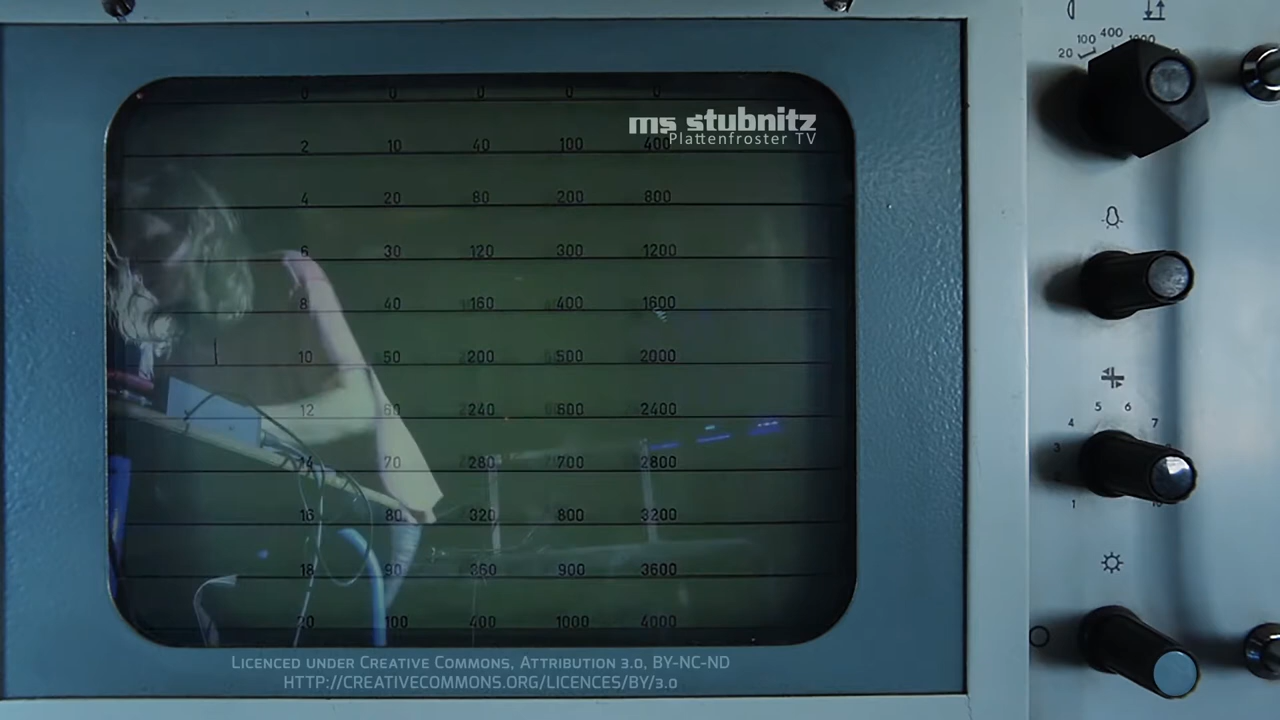 20 100 400 1000
0 0 0 0 0
ms stubnitz
Plattenfroster TV
2 10 40 100 400
4 20 80 200 800
6 30 120 300 1200
8 40 160 400 1600
10 50 200 500 2000
12 60 240 600 2400
14 70 280 700 2800
16 80 320 800 3200
18 90 360 900 3600
20 100 400 1000 4000
5 6
4 7
3
1 10
LICENCED UNDER CREATIVE COMMONS, ATTRIBUTION 3.0, BY-NC-ND
HTTP://CREATIVECOMMONS.ORG/LICENCES/BY/3.0